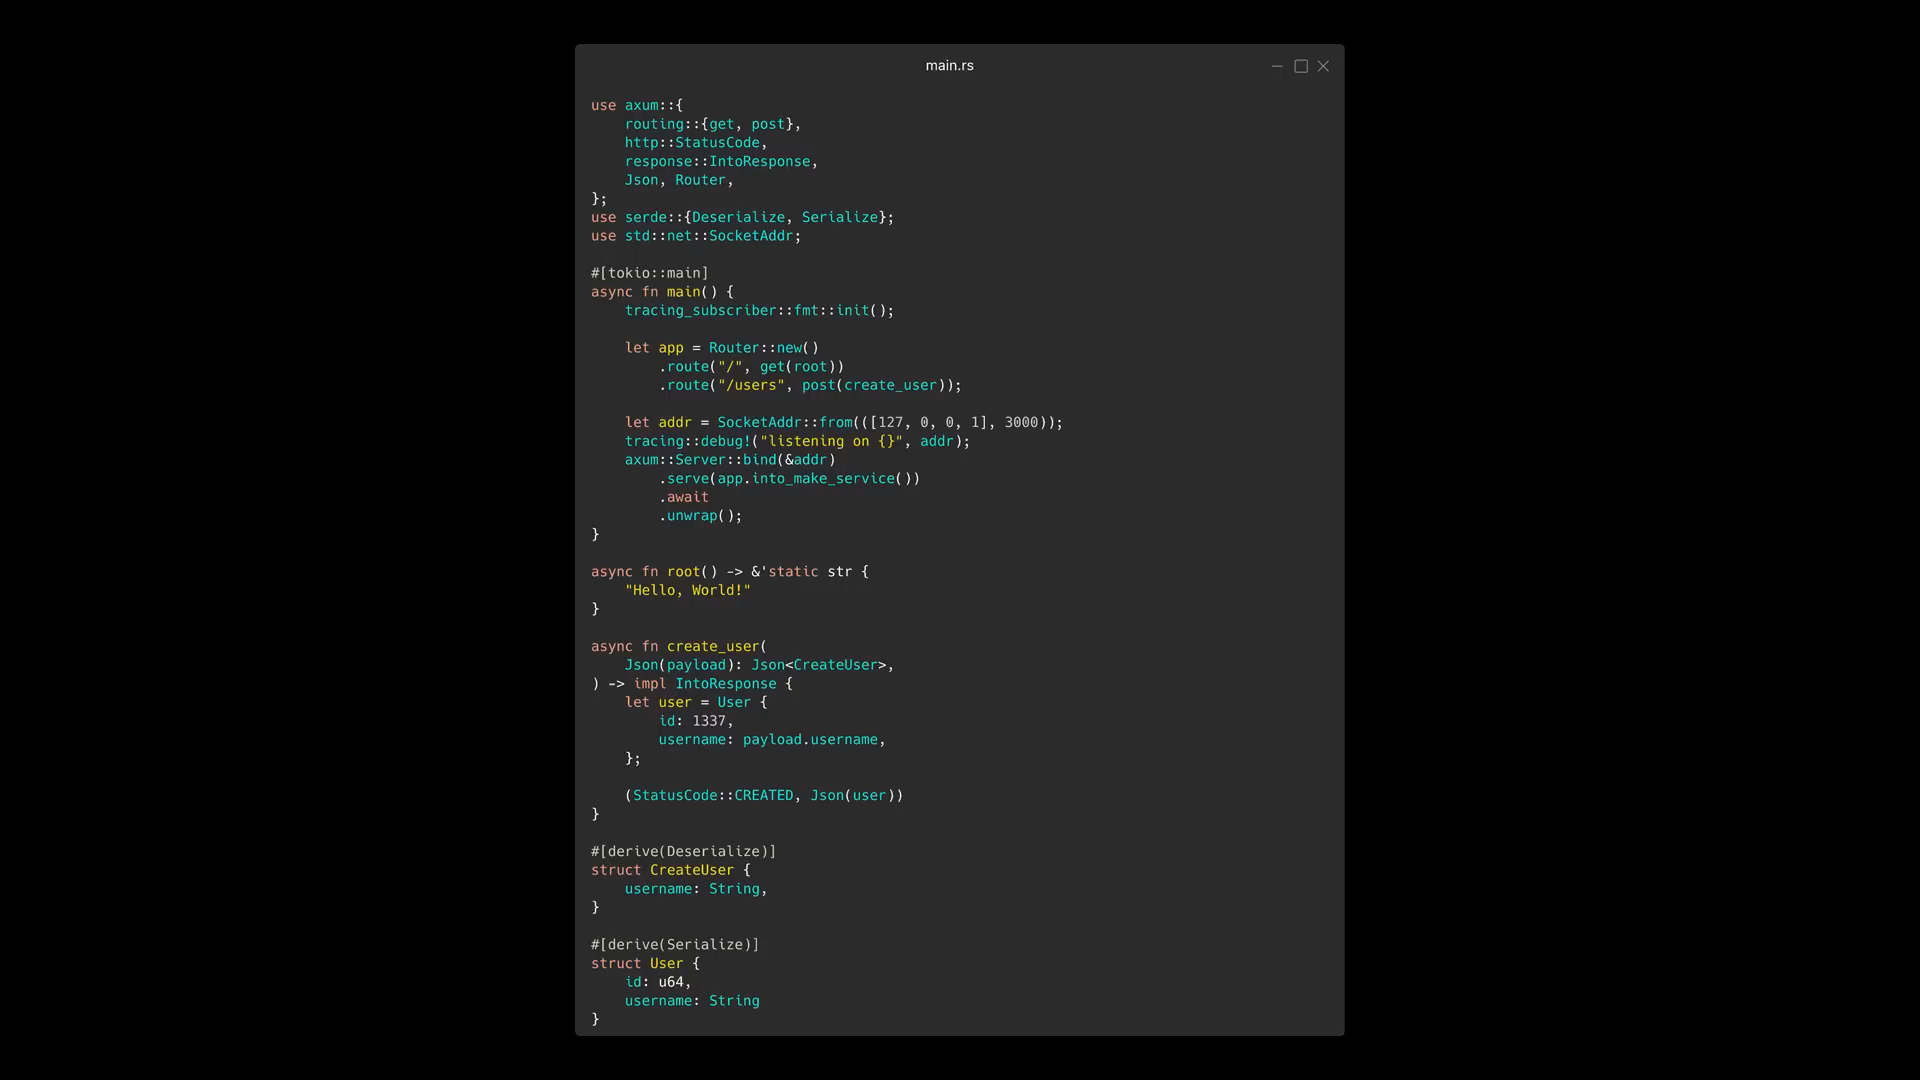 main.rs
use axum::{
    routing::{get, post},
    http::StatusCode,
    response::IntoResponse,
    Json, Router,
};
use serde::{Deserialize, Serialize};
use std::net::SocketAddr;

#[tokio::main]
async fn main() {
    tracing_subscriber::fmt::init();

    let app = Router::new()
        .route("/", get(root))
        .route("/users", post(create_user));

    let addr = SocketAddr::from(([127, 0, 0, 1], 3000));
    tracing::debug!("listening on {}", addr);
    axum::Server::bind(&addr)
        .serve(app.into_make_service())
        .await
        .unwrap();
}

async fn root() -> &'static str {
    "Hello, World!"
}

async fn create_user(
    Json(payload): Json<CreateUser>,
) -> impl IntoResponse {
    let user = User {
        id: 1337,
        username: payload.username,
    };

    (StatusCode::CREATED, Json(user))
}

#[derive(Deserialize)]
struct CreateUser {
    username: String,
}

#[derive(Serialize)]
struct User {
    id: u64,
    username: String
}